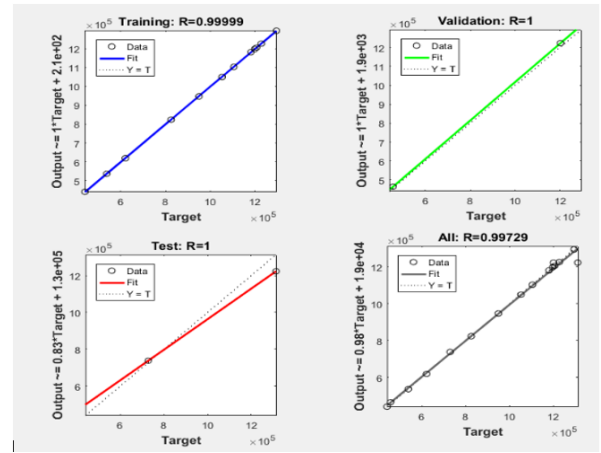 Training: R=0.99999
×10^5
Output ~= 1*Target + 2.1e+02
12
11
10
9
8
7
6
5
Data
Fit
Y = T
6 8 10 12
Target
×10^5
Validation: R=1
×10^5
Output ~= 1*Target + 1.9e+03
12
11
10
9
8
7
6
5
Data
Fit
Y = T
6 8 10 12
Target
×10^5
Test: R=1
×10^5
Output ~= 0.83*Target + 1.3e+05
12
10
8
6
Data
Fit
Y = T
6 8 10 12
Target
×10^5
All: R=0.99729
×10^5
Output ~= 0.98*Target + 1.9e+04
12
10
8
6
Data
Fit
Y = T
6 8 10 12
Target
×10^5